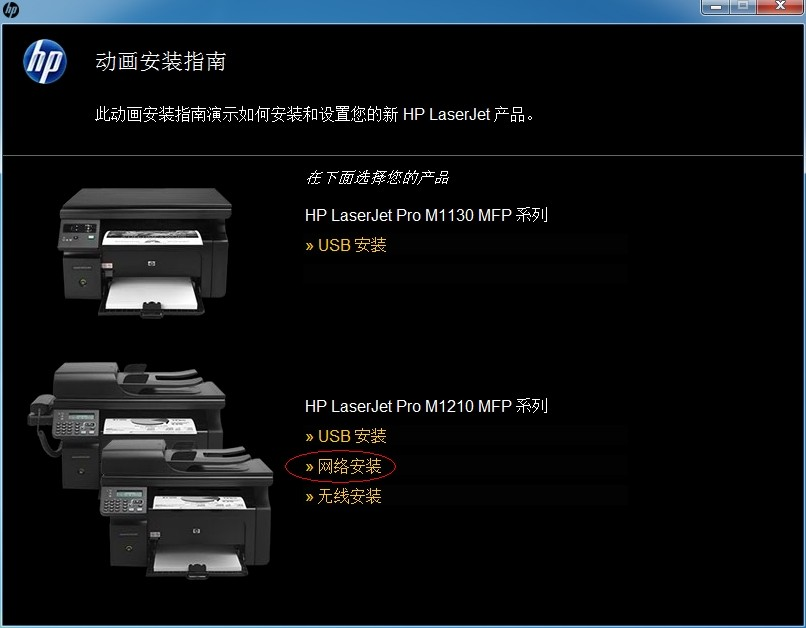 hp
hp
动画安装指南
此动画安装指南演示如何安装和设置您的新 HP LaserJet 产品。
在下面选择您的产品
HP LaserJet Pro M1130 MFP 系列
» USB 安装
HP LaserJet Pro M1210 MFP 系列
» USB 安装
» 网络安装
» 无线安装